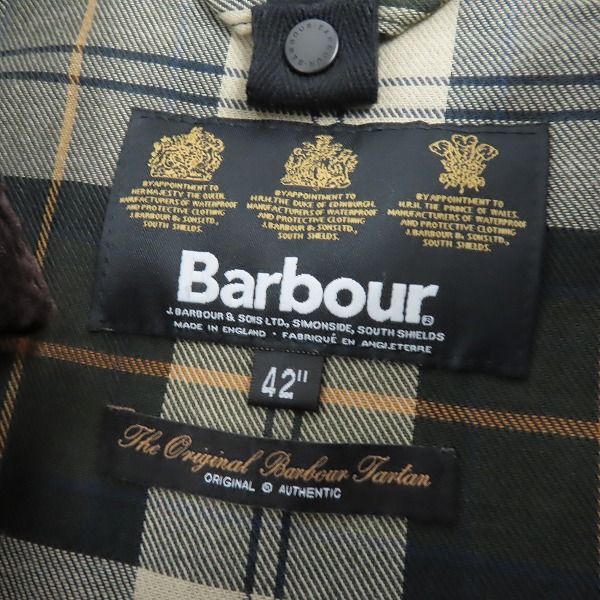 BARBOUR·BARBOUR
BY APPOINTMENT TO
HER MAJESTY THE QUEEN.
MANUFACTURERS OF WATERPROOF
AND PROTECTIVE CLOTHING
J.BARBOUR & SONS LTD.,
SOUTH SHIELDS.
BY APPOINTMENT TO
H.R.H. THE DUKE OF EDINBURGH.
MANUFACTURERS OF WATERPROOF
AND PROTECTIVE CLOTHING
J.BARBOUR & SONS LTD.,
SOUTH SHIELDS.
BY APPOINTMENT TO
H.R.H. THE PRINCE OF WALES.
MANUFACTURERS OF WATERPROOF
AND PROTECTIVE CLOTHING
J.BARBOUR & SONS LTD.,
SOUTH SHIELDS.
Barbour®
J.BARBOUR & SONS LTD., SIMONSIDE, SOUTH SHIELDS
MADE IN ENGLAND · FABRIQUÉ EN ANGLETERRE
42"
The Original Barbour Tartan
ORIGINAL ® AUTHENTIC